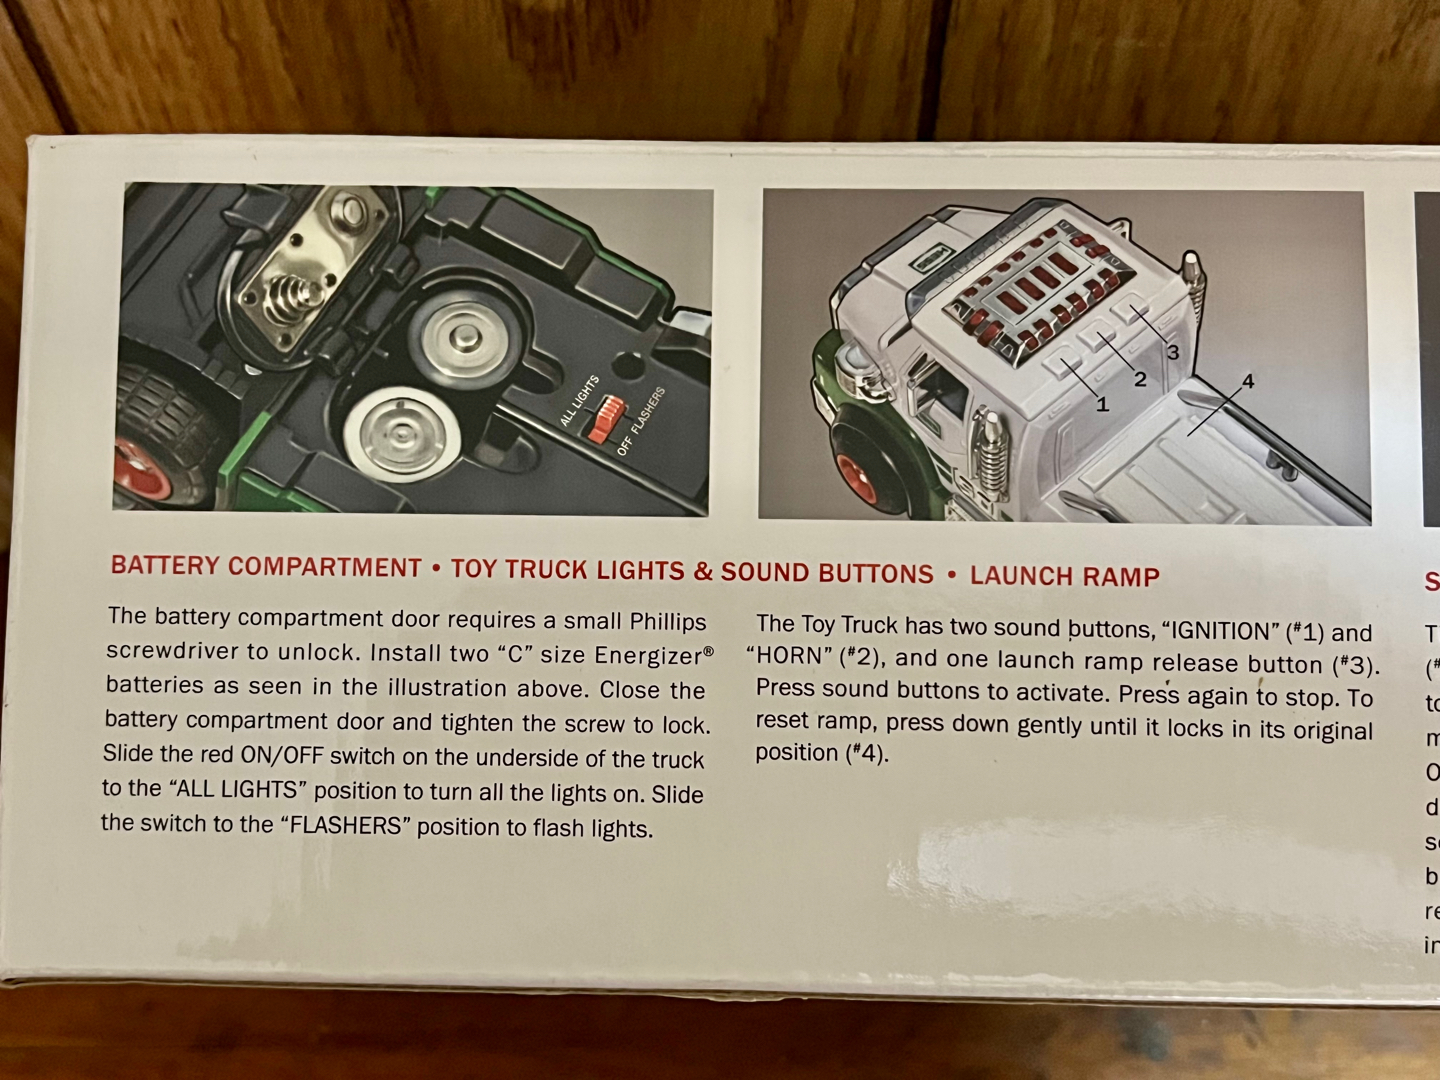 HESS
ALL LIGHTS
OFF FLASHERS
1
2
3
4
BATTERY COMPARTMENT • TOY TRUCK LIGHTS & SOUND BUTTONS • LAUNCH RAMP
The battery compartment door requires a small Phillips
screwdriver to unlock. Install two “C” size Energizer®
batteries as seen in the illustration above. Close the
battery compartment door and tighten the screw to lock.
Slide the red ON/OFF switch on the underside of the truck
to the “ALL LIGHTS” position to turn all the lights on. Slide
the switch to the “FLASHERS” position to flash lights.
The Toy Truck has two sound buttons, “IGNITION” (#1) and
“HORN” (#2), and one launch ramp release button (#3).
Press sound buttons to activate. Press again to stop. To
reset ramp, press down gently until it locks in its original
position (#4).